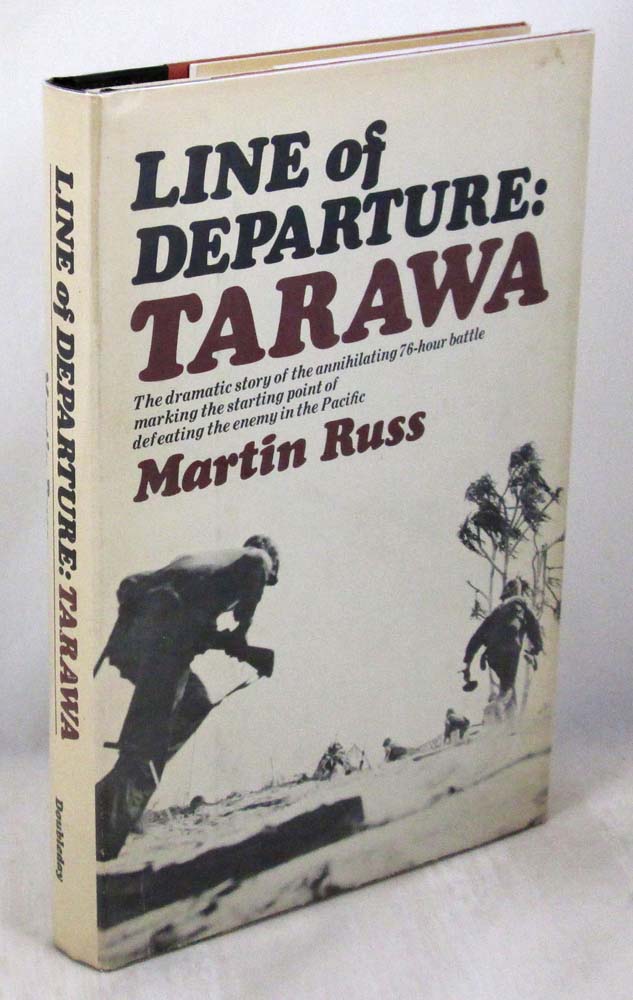 LINE of
DEPARTURE:
TARAWA
The dramatic story of the annihilating 76-hour battle
marking the starting point of
defeating the enemy in the Pacific
Martin Russ
LINE of DEPARTURE: TARAWA
Doubleday